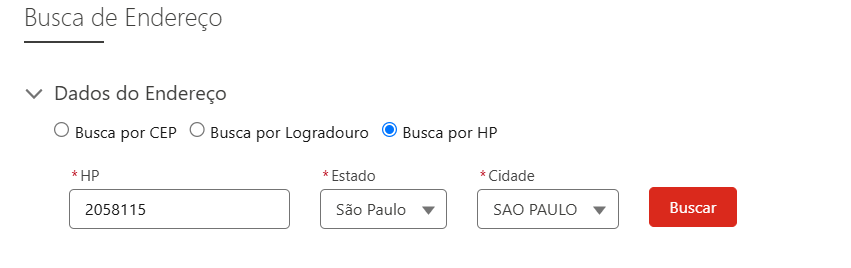 Busca de Endereço
Dados do Endereço
Busca por CEP Busca por Logradouro Busca por HP
*HP *Estado *Cidade
2058115 São Paulo SAO PAULO Buscar